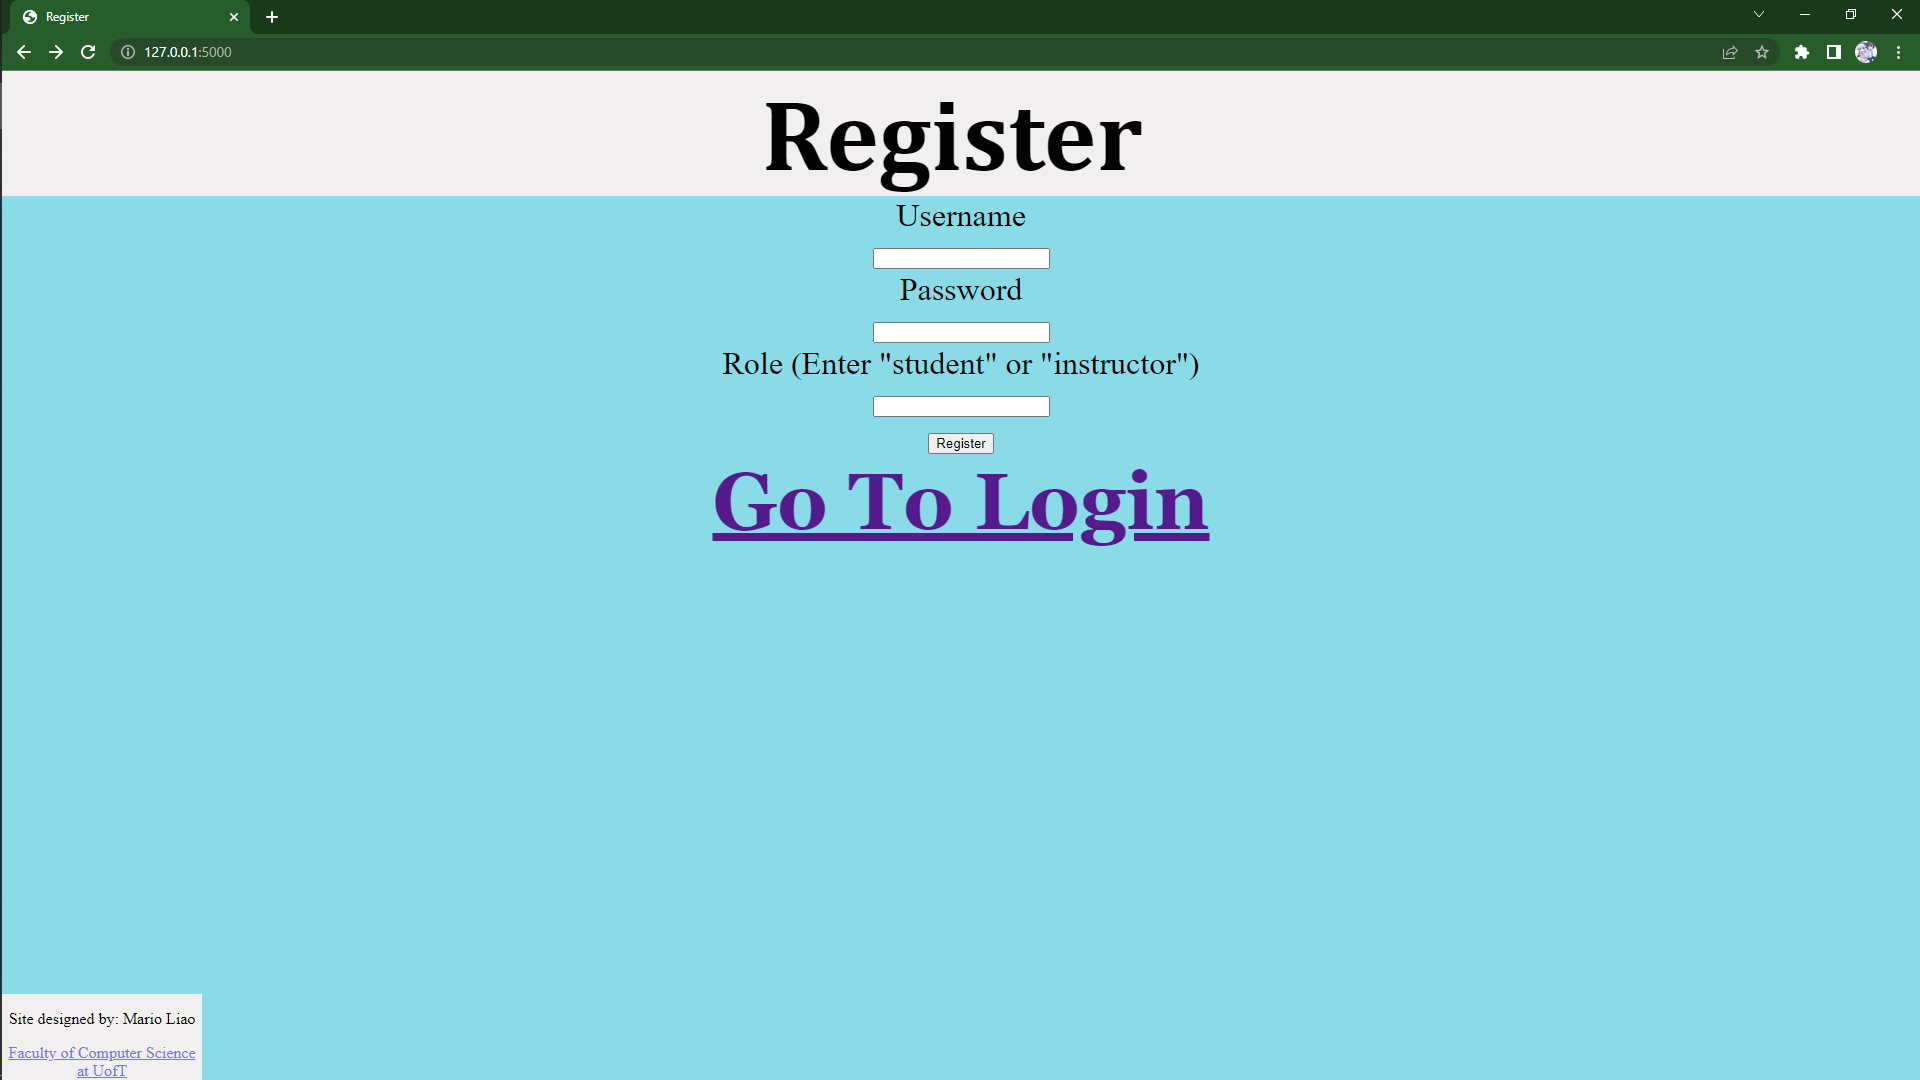 Register
127.0.0.1:5000
Register
Username
Password
Role (Enter "student" or "instructor")
Register
Go To Login
Site designed by: Mario Liao
Faculty of Computer Science
at UofT